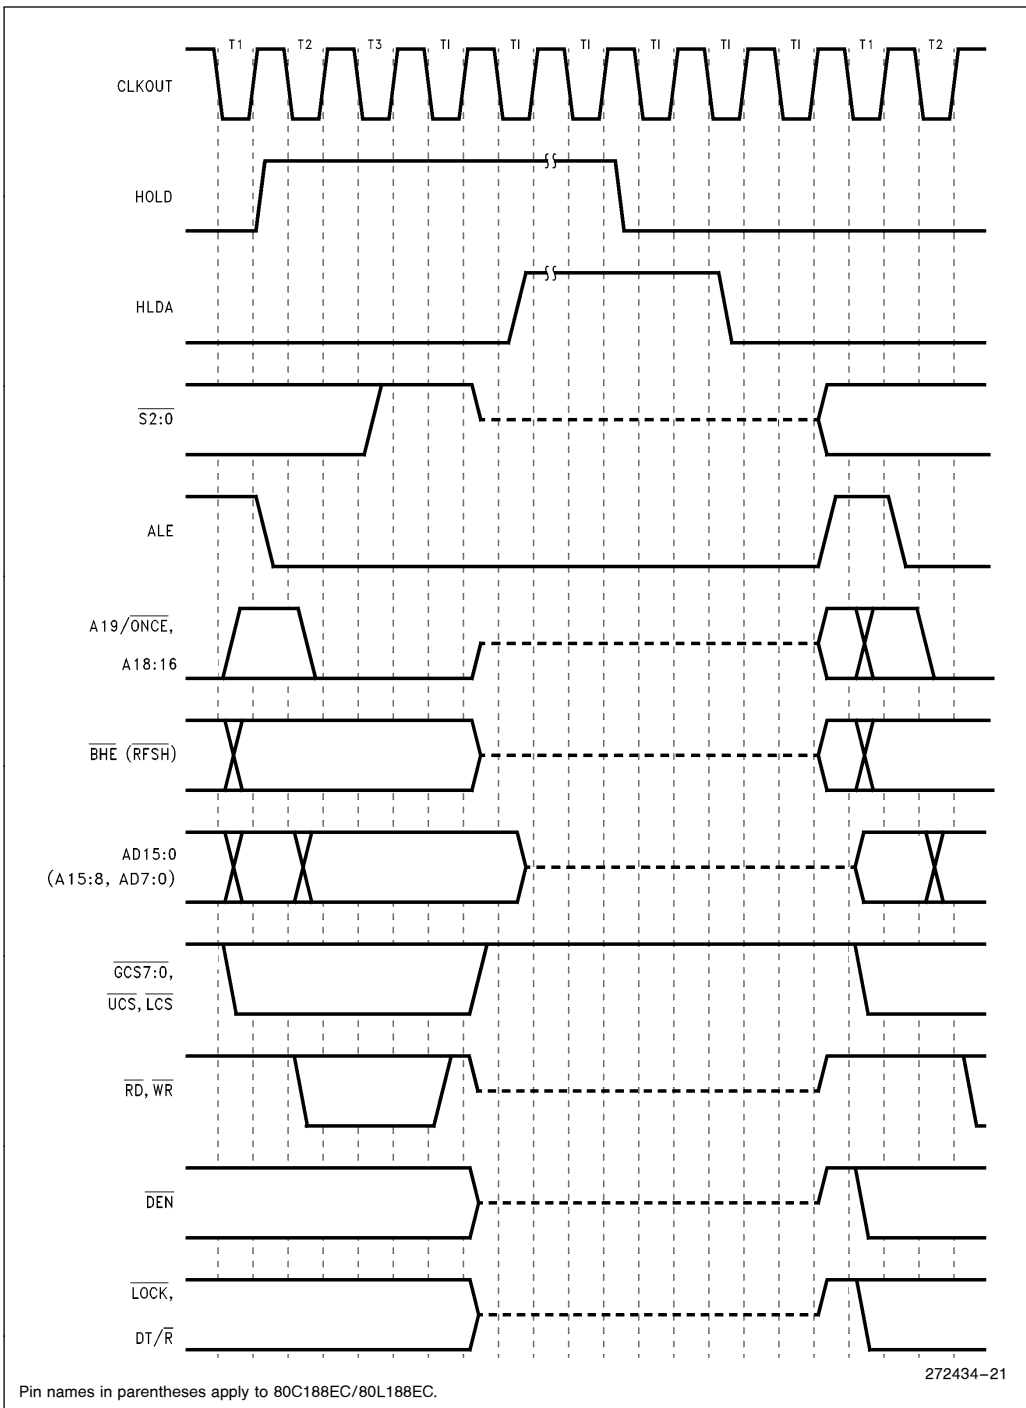 T1 T2 T3 TI TI TI TI TI TI T1 T2
CLKOUT
HOLD
HLDA
S2:0
ALE
A19/ONCE,
A18:16
BHE (RFSH)
AD15:0
(A15:8, AD7:0)
GCS7:0,
UCS, LCS
RD, WR
DEN
LOCK,
DT/R
272434–21
Pin names in parentheses apply to 80C188EC/80L188EC.